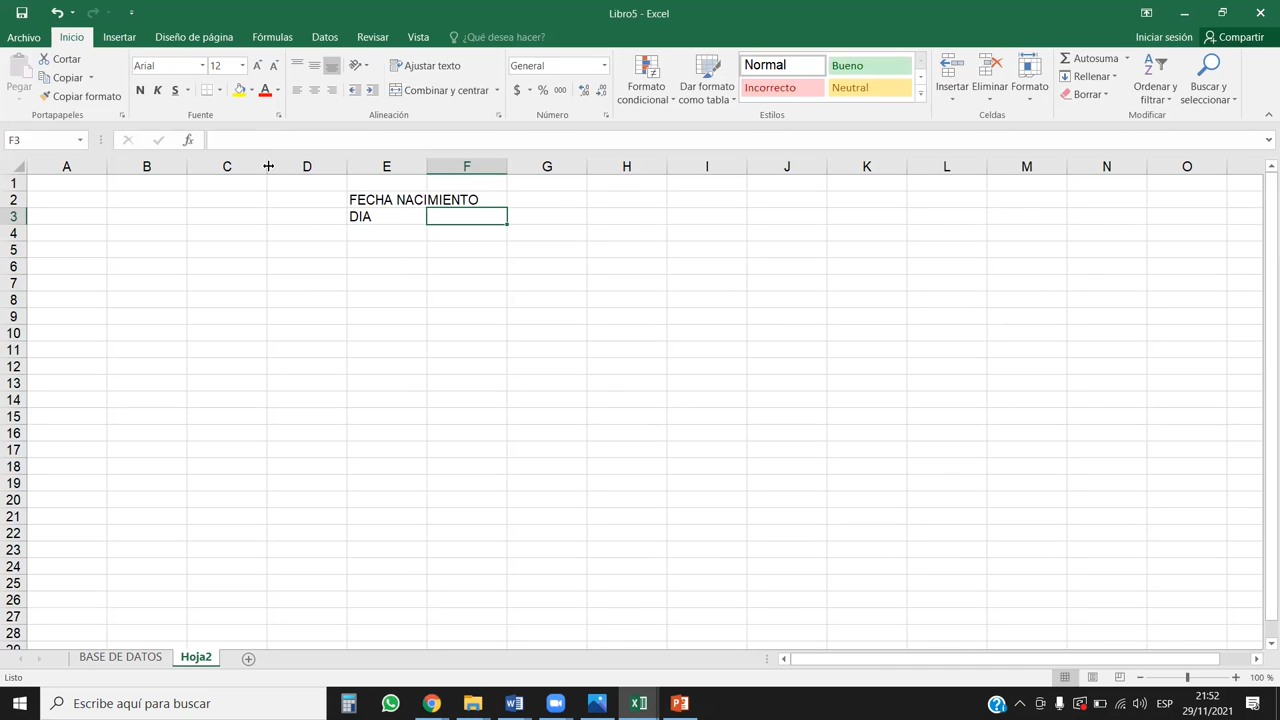 Libro5 - Excel
Archivo Inicio Insertar Diseño de página Fórmulas Datos Revisar Vista ¿Qué desea hacer? Iniciar sesión Compartir
Pegar Cortar Copiar Copiar formato
Arial 12
N K S
Ajustar texto
Combinar y centrar
General
$ % 000
Formato condicional
Dar formato como tabla
Normal Bueno
Incorrecto Neutral
Insertar Eliminar Formato
Autosuma
Rellenar
Borrar
Ordenar y filtrar
Buscar y seleccionar
Portapapeles Fuente Alineación Número Estilos Celdas Modificar
F3 fx
A B C D E F G H I J K L M N O
1
2 FECHA NACIMIENTO
3 DIA
4
5
6
7
8
9
10
11
12
13
14
15
16
17
18
19
20
21
22
23
24
25
26
27
28
BASE DE DATOS Hoja2
Listo 100 %
Escribe aquí para buscar ESP 21:52
29/11/2021